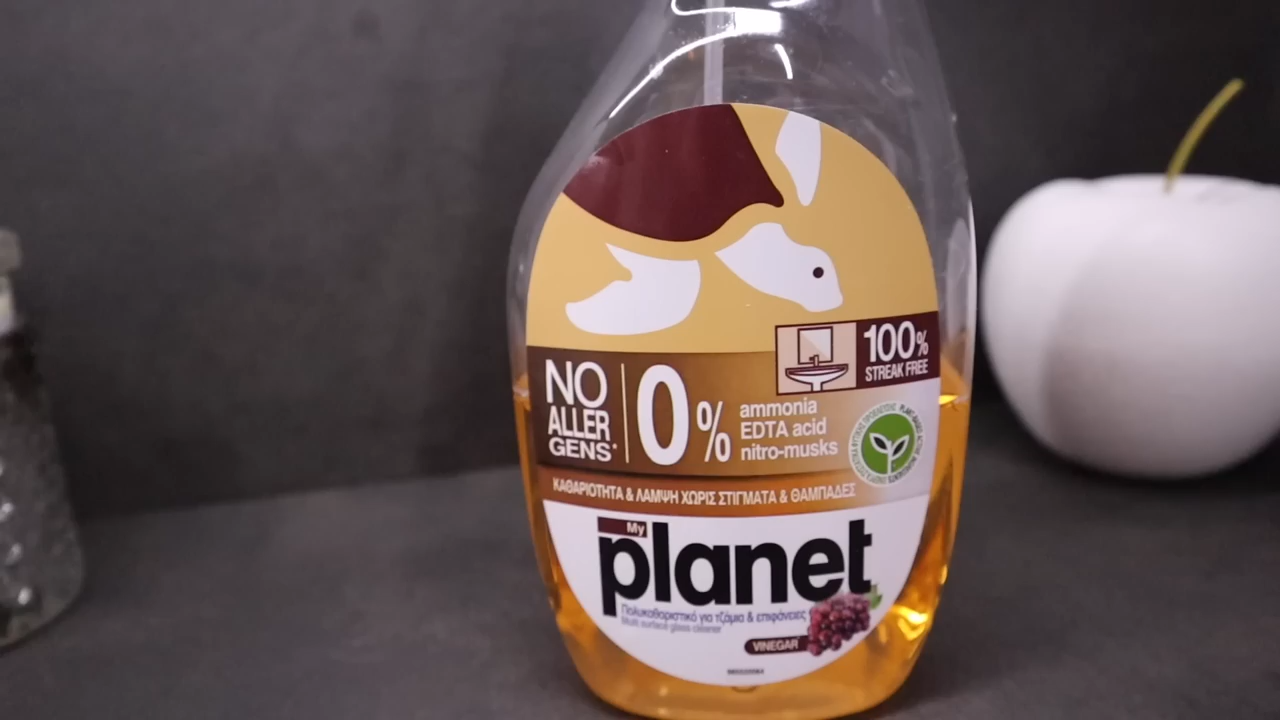 100%
STREAK FREE
NO
ALLER
GENS*
0%
ammonia
EDTA acid
nitro-musks
ΚΑΘΑΡΙΟΤΗΤΑ & ΛΑΜΨΗ ΧΩΡΙΣ ΣΤΙΓΜΑΤΑ & ΘΑΜΠΑΔΕΣ
My
planet
Πολυκαθαριστικό για τζάμια & επιφάνειες
Multi surface glass cleaner
VINEGAR